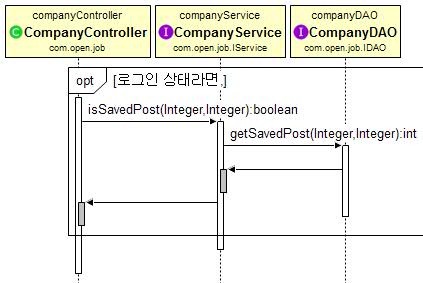 companyController
C CompanyController
com.open.job
companyService
I CompanyService
com.open.job.IService
companyDAO
I CompanyDAO
com.open.job.IDAO
opt [로그인 상태라면,]
isSavedPost(Integer,Integer):boolean
getSavedPost(Integer,Integer):int